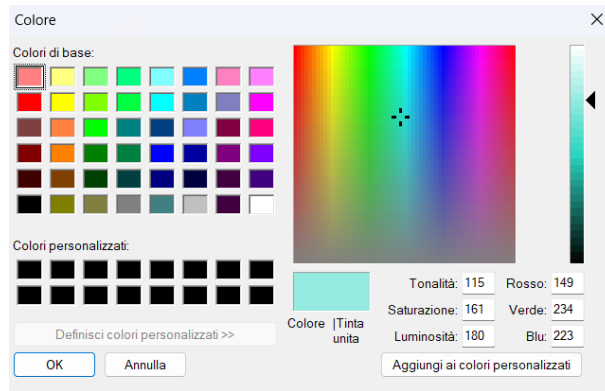 Colore
Colori di base:
Colori personalizzati:
Definisci colori personalizzati >>
OK Annulla
Colore |Tinta
unita
Tonalità: 115 Rosso: 149
Saturazione: 161 Verde: 234
Luminosità: 180 Blu: 223
Aggiungi ai colori personalizzati